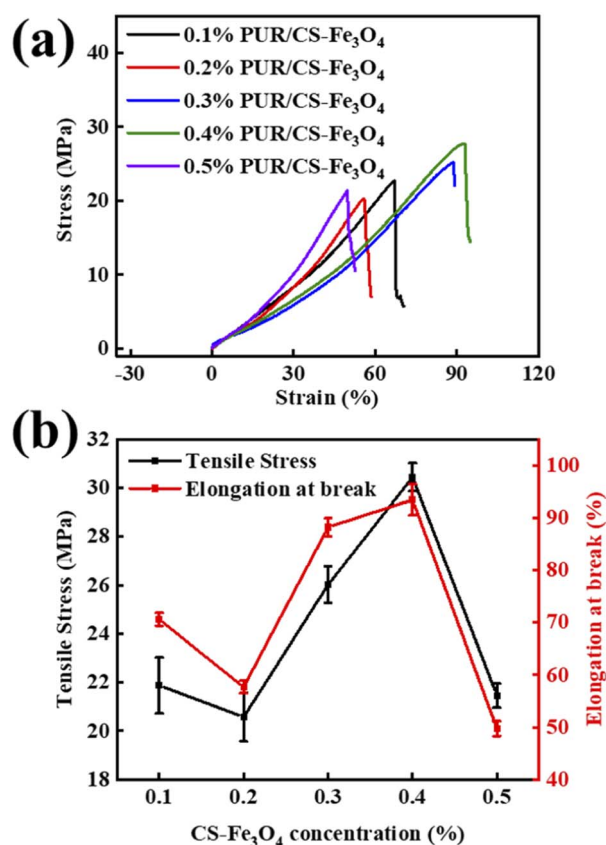 (a)
0.1% PUR/CS-Fe₃O₄
0.2% PUR/CS-Fe₃O₄
0.3% PUR/CS-Fe₃O₄
0.4% PUR/CS-Fe₃O₄
0.5% PUR/CS-Fe₃O₄
Stress (MPa)
40
30
20
10
0
-30
0
30
60
90
120
Strain (%)
(b)
Tensile Stress
Elongation at break
Tensile Stress (MPa)
32
30
28
26
24
22
20
18
Elongation at break (%)
100
90
80
70
60
50
40
0.1
0.2
0.3
0.4
0.5
CS-Fe₃O₄ concentration (%)